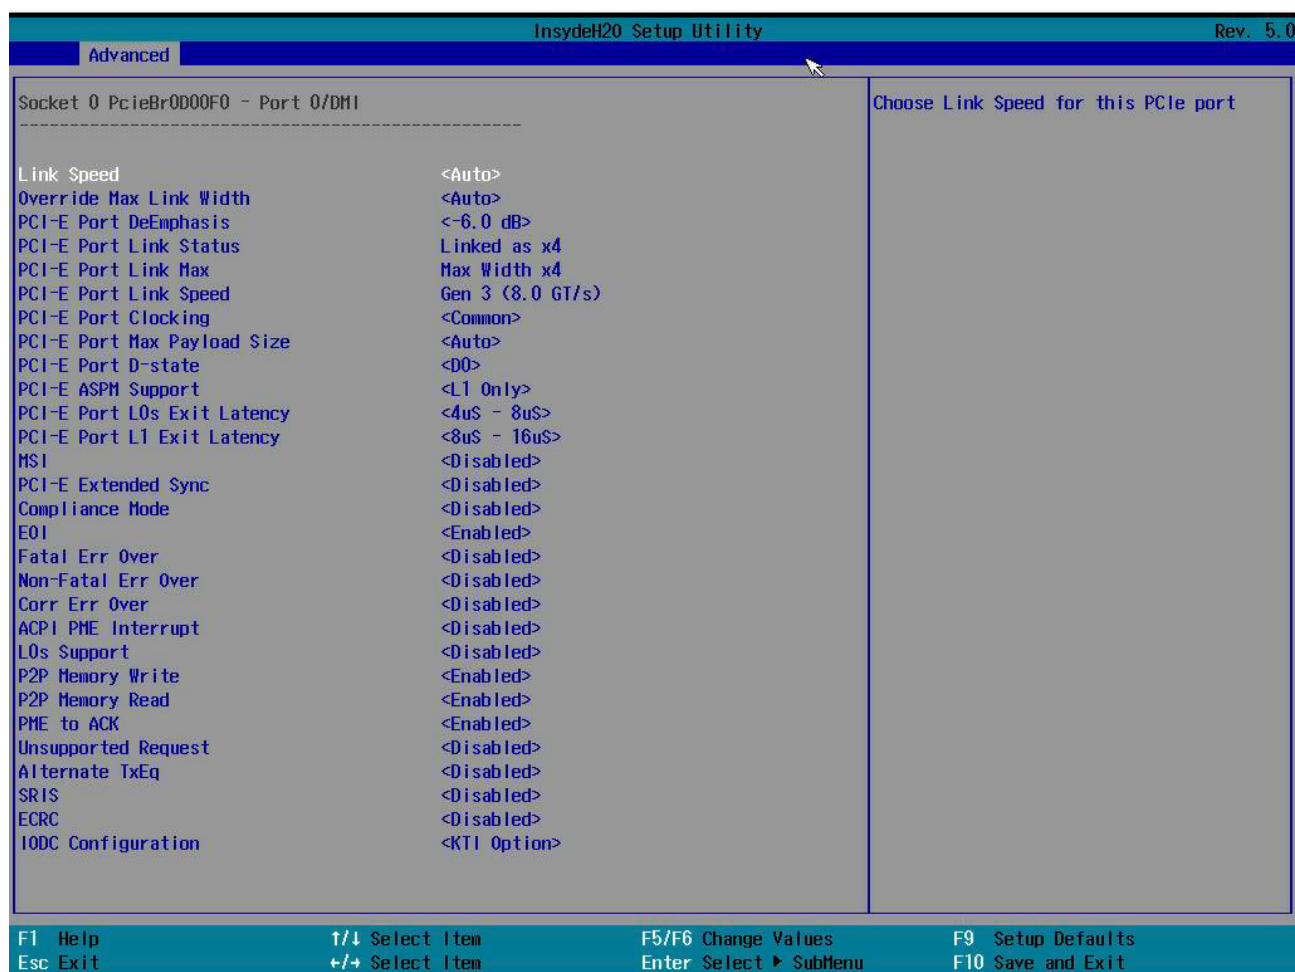 InsydeH2O Setup Utility Rev. 5.0
Advanced
Socket 0 PcieBr0D00F0 - Port 0/DMI Choose Link Speed for this PCIe port
--------------------------------------------------
Link Speed <Auto>
Override Max Link Width <Auto>
PCI-E Port DeEmphasis <-6.0 dB>
PCI-E Port Link Status Linked as x4
PCI-E Port Link Max Max Width x4
PCI-E Port Link Speed Gen 3 (8.0 GT/s)
PCI-E Port Clocking <Common>
PCI-E Port Max Payload Size <Auto>
PCI-E Port D-state <D0>
PCI-E ASPM Support <L1 Only>
PCI-E Port L0s Exit Latency <4uS - 8uS>
PCI-E Port L1 Exit Latency <8uS - 16uS>
MSI <Disabled>
PCI-E Extended Sync <Disabled>
Compliance Mode <Disabled>
EOI <Enabled>
Fatal Err Over <Disabled>
Non-Fatal Err Over <Disabled>
Corr Err Over <Disabled>
ACPI PME Interrupt <Disabled>
L0s Support <Disabled>
P2P Memory Write <Enabled>
P2P Memory Read <Enabled>
PME to ACK <Enabled>
Unsupported Request <Disabled>
Alternate TxEq <Disabled>
SRIS <Disabled>
ECRC <Disabled>
IODC Configuration <KTI Option>
F1 Help ↑/↓ Select Item F5/F6 Change Values F9 Setup Defaults
Esc Exit ←/→ Select Item Enter Select ▶ SubMenu F10 Save and Exit